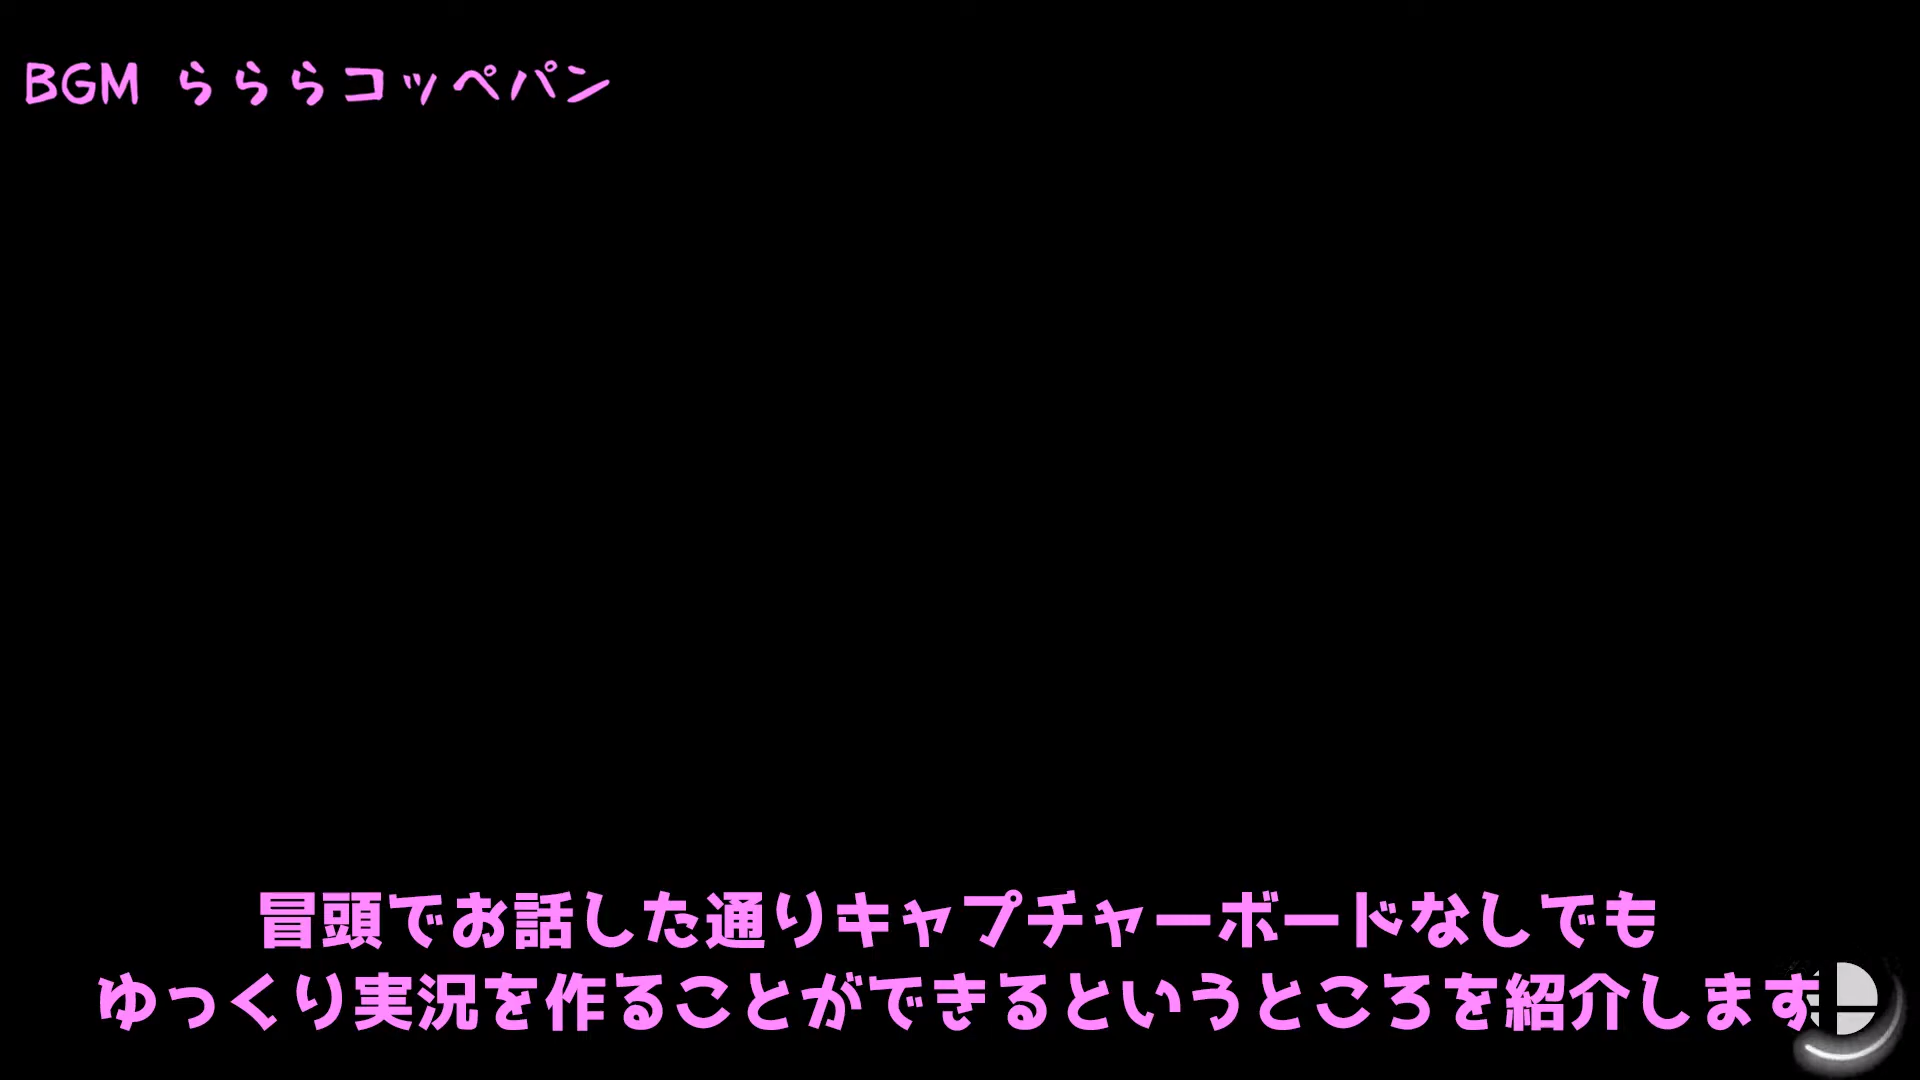 BGM らららコッペパン
冒頭でお話した通りキャプチャーボードなしでも
ゆっくり実況を作ることができるというところを紹介します